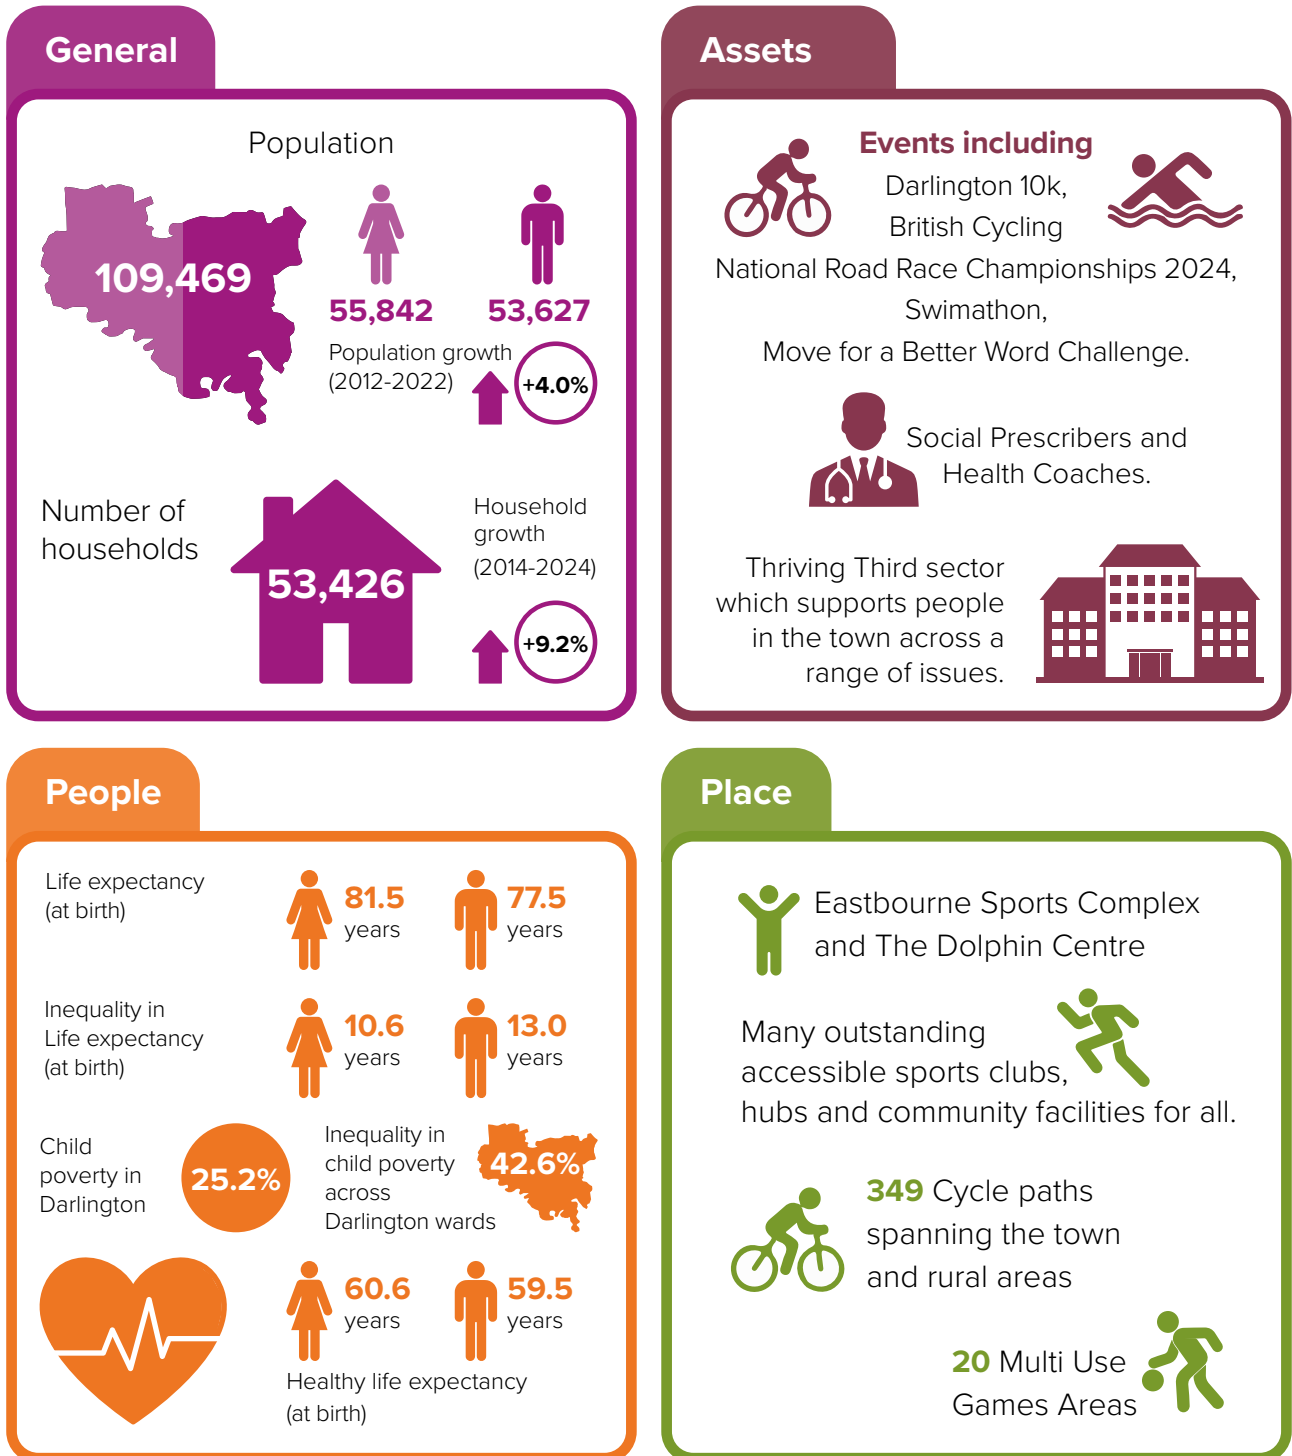 General
Population
109,469
55,842
53,627
Population growth
(2012-2022)
+4.0%
Number of
households
53,426
Household
growth
(2014-2024)
+9.2%
Assets
Events including
Darlington 10k,
British Cycling
National Road Race Championships 2024,
Swimathon,
Move for a Better Word Challenge.
Social Prescribers and
Health Coaches.
Thriving Third sector
which supports people
in the town across a
range of issues.
People
Life expectancy
(at birth)
81.5
years
77.5
years
Inequality in
Life expectancy
(at birth)
10.6
years
13.0
years
Child
poverty in
Darlington
25.2%
Inequality in
child poverty
across
Darlington wards
42.6%
60.6
years
59.5
years
Healthy life expectancy
(at birth)
Place
Eastbourne Sports Complex
and The Dolphin Centre
Many outstanding
accessible sports clubs,
hubs and community facilities for all.
349 Cycle paths
spanning the town
and rural areas
20 Multi Use
Games Areas